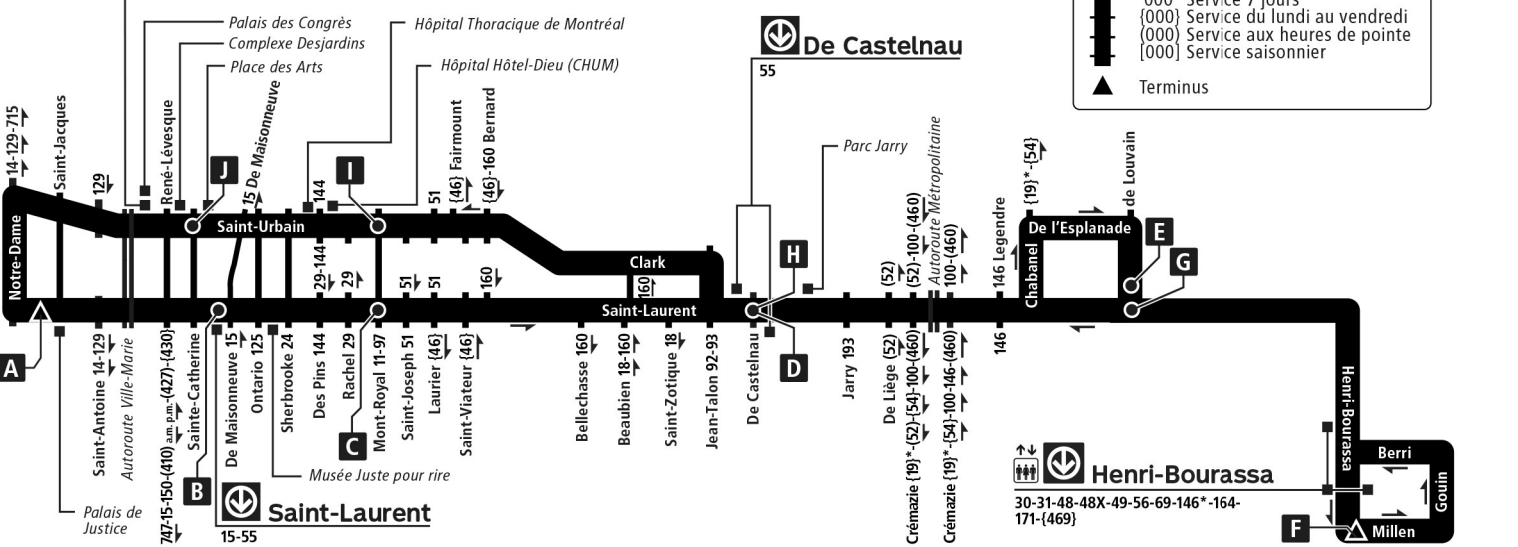 Palais des Congrès
Complexe Desjardins
Place des Arts
Hôpital Thoracique de Montréal
Hôpital Hôtel-Dieu (CHUM)
De Castelnau
55
Parc Jarry
000 Service 7 jours
{000} Service du lundi au vendredi
(000) Service aux heures de pointe
[000] Service saisonnier
Terminus
14-129-715
Saint-Jacques
129
René-Lévesque
15 De Maisonneuve
144
51
{46} Fairmount
{46}-160 Bernard
J
I
Notre-Dame
Saint-Urbain
Clark
Saint-Laurent
29-144
29
51
51
160
160
(52)
(52)-100-(460)
Autoroute Métropolitaine
100-(460)
146 Legendre
{19}*-{54}
de Louvain
De l'Esplanade
Chabanel
H
E
G
A
Saint-Antoine 14-129
Autoroute Ville-Marie
747-15-150-(410) a.m. p.m.-(427)-{430}
Sainte-Catherine
De Maisonneuve 15
Ontario 125
Sherbrooke 24
Des Pins 144
Rachel 29
Mont-Royal 11-97
Saint-Joseph 51
Laurier {46}
Saint-Viateur {46}
Bellechasse 160
Beaubien 18-160
Saint-Zotique 18
Jean-Talon 92-93
De Castelnau
D
Jarry 193
De Liège (52)
Crémazie {19}*-(52)-{54}-100-(460)
Crémazie {19}*-{54}-100-146-(460)
146
C
B
Musée Juste pour rire
Palais de
Justice
Saint-Laurent
15-55
Henri-Bourassa
30-31-48-48X-49-56-69-146*-164-
171-{469}
Henri-Bourassa
Berri
Gouin
Millen
F